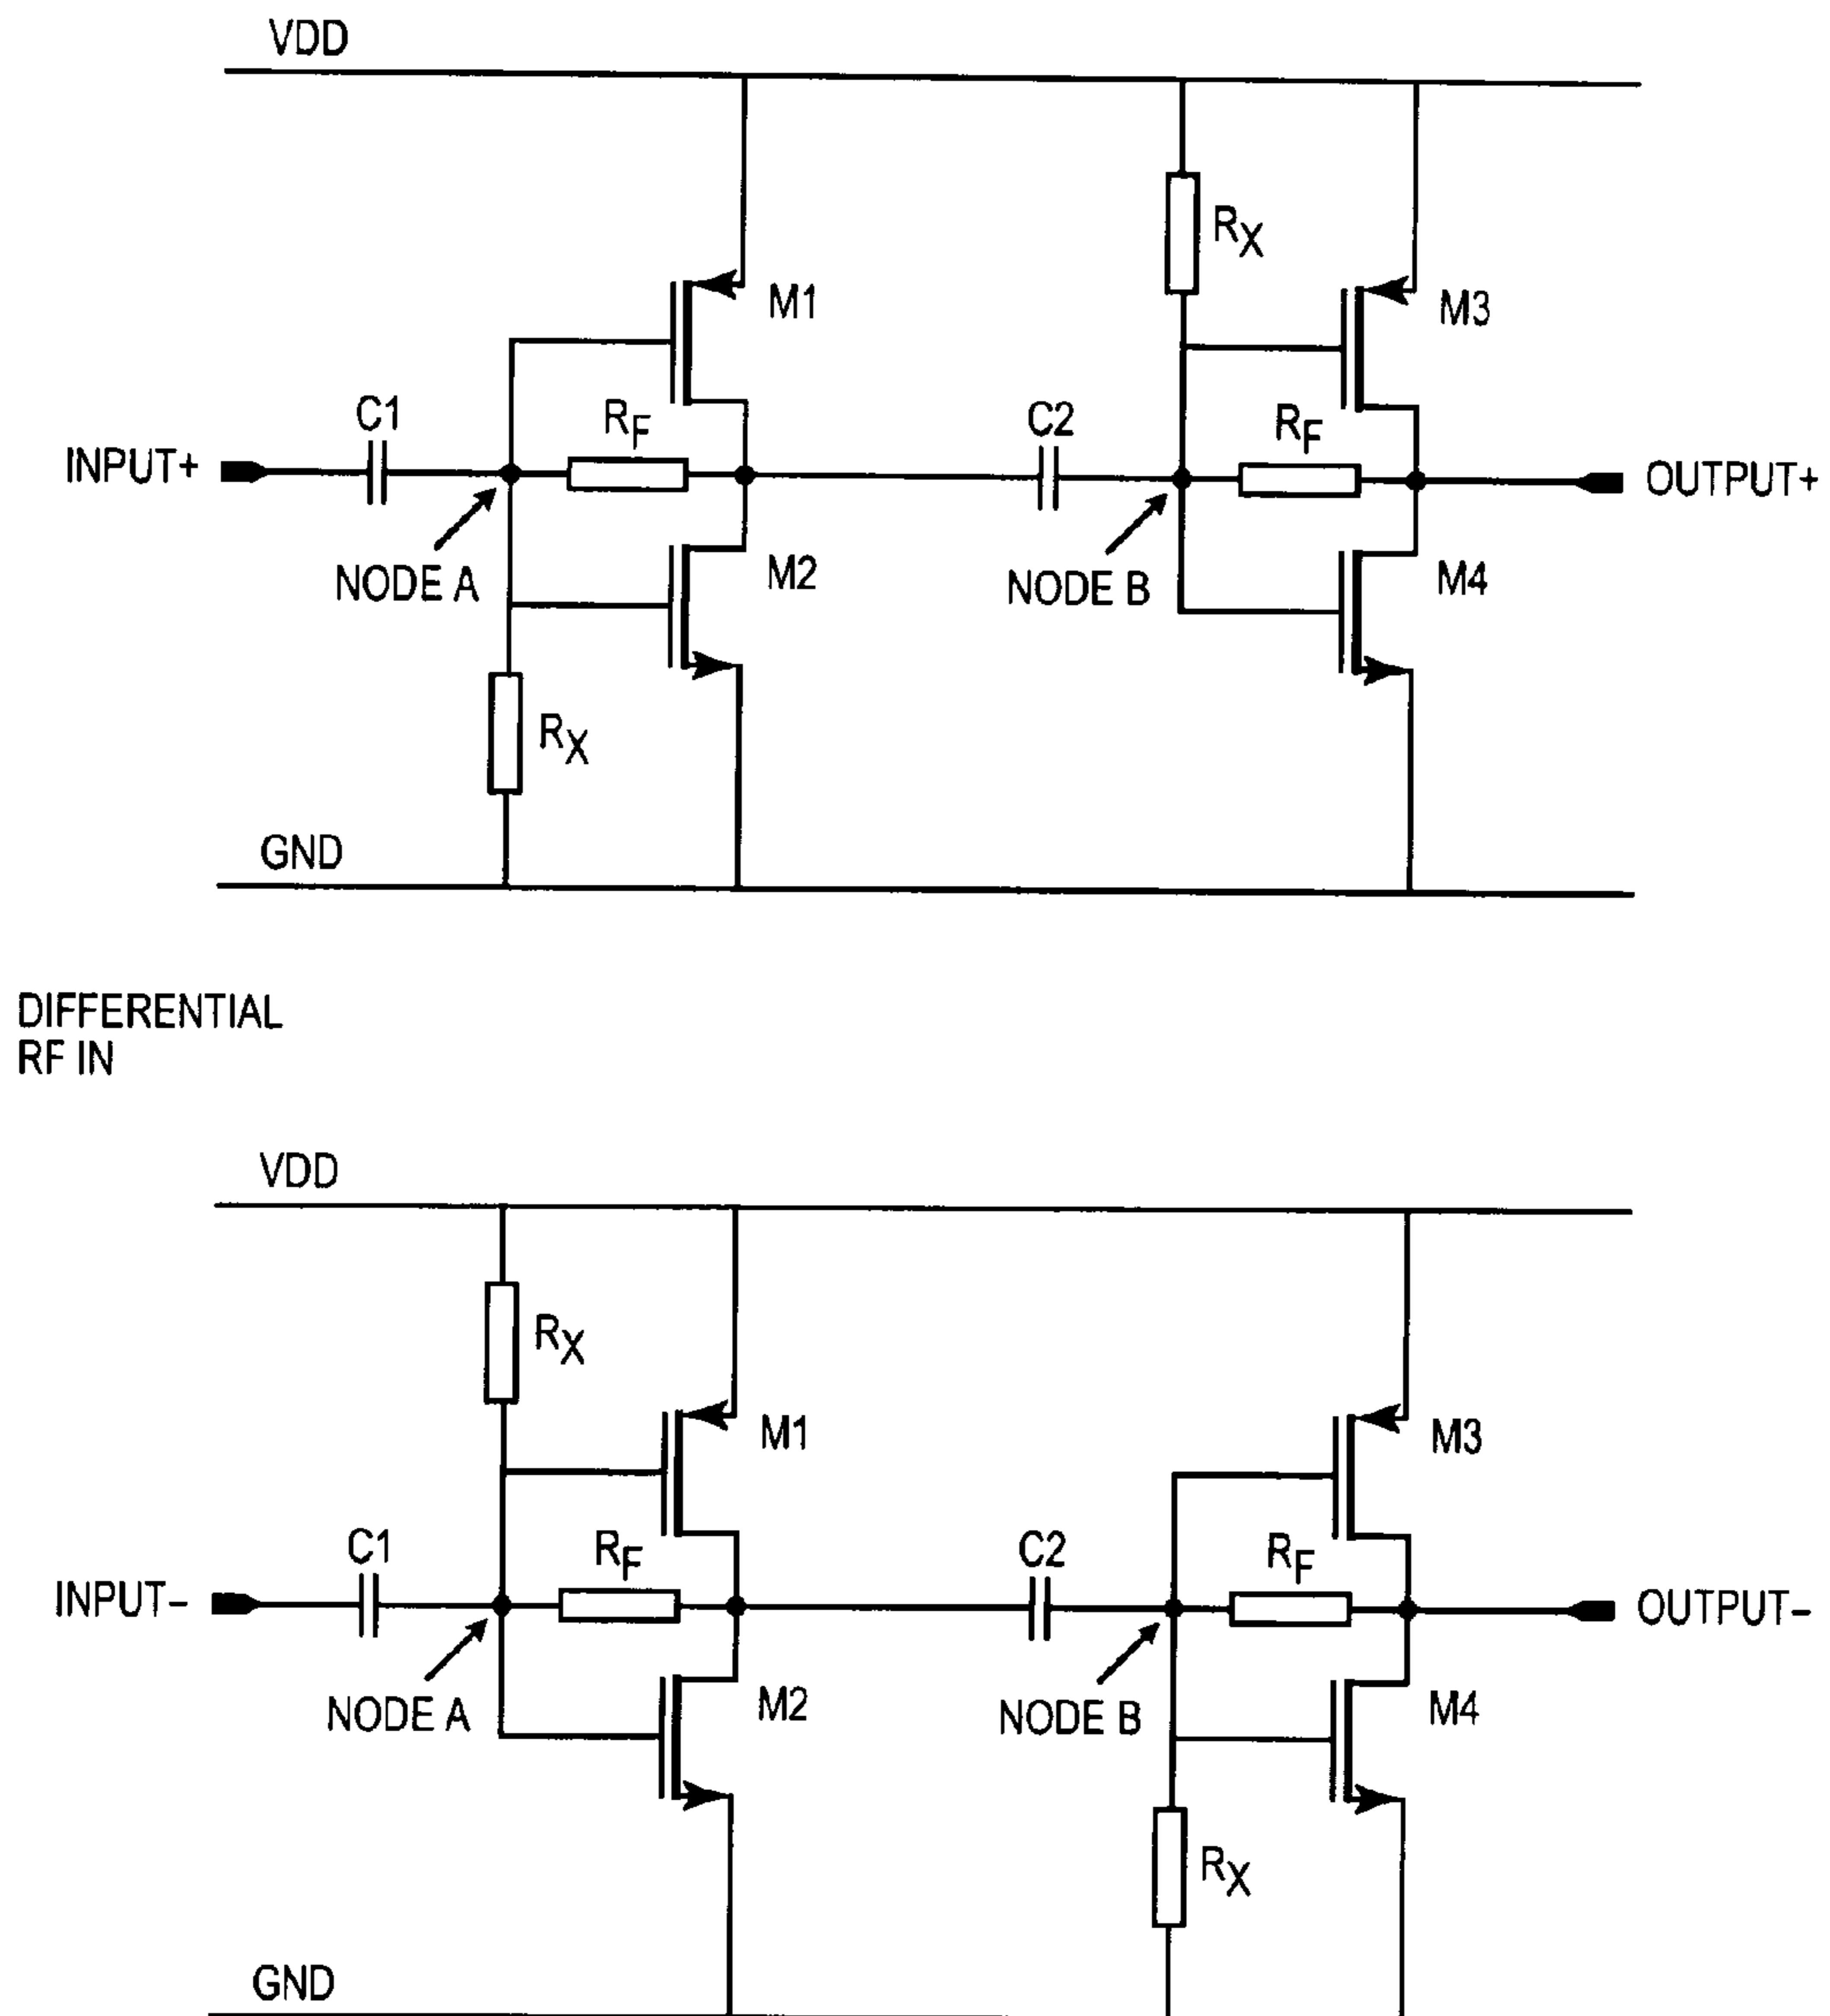 VDD
RX
M1
M3
C1
RF
C2
RF
INPUT+
OUTPUT+
NODE A
M2
NODE B
M4
RX
GND
DIFFERENTIAL
RF IN
VDD
RX
M1
M3
C1
RF
C2
RF
INPUT–
OUTPUT–
NODE A
M2
NODE B
M4
RX
GND